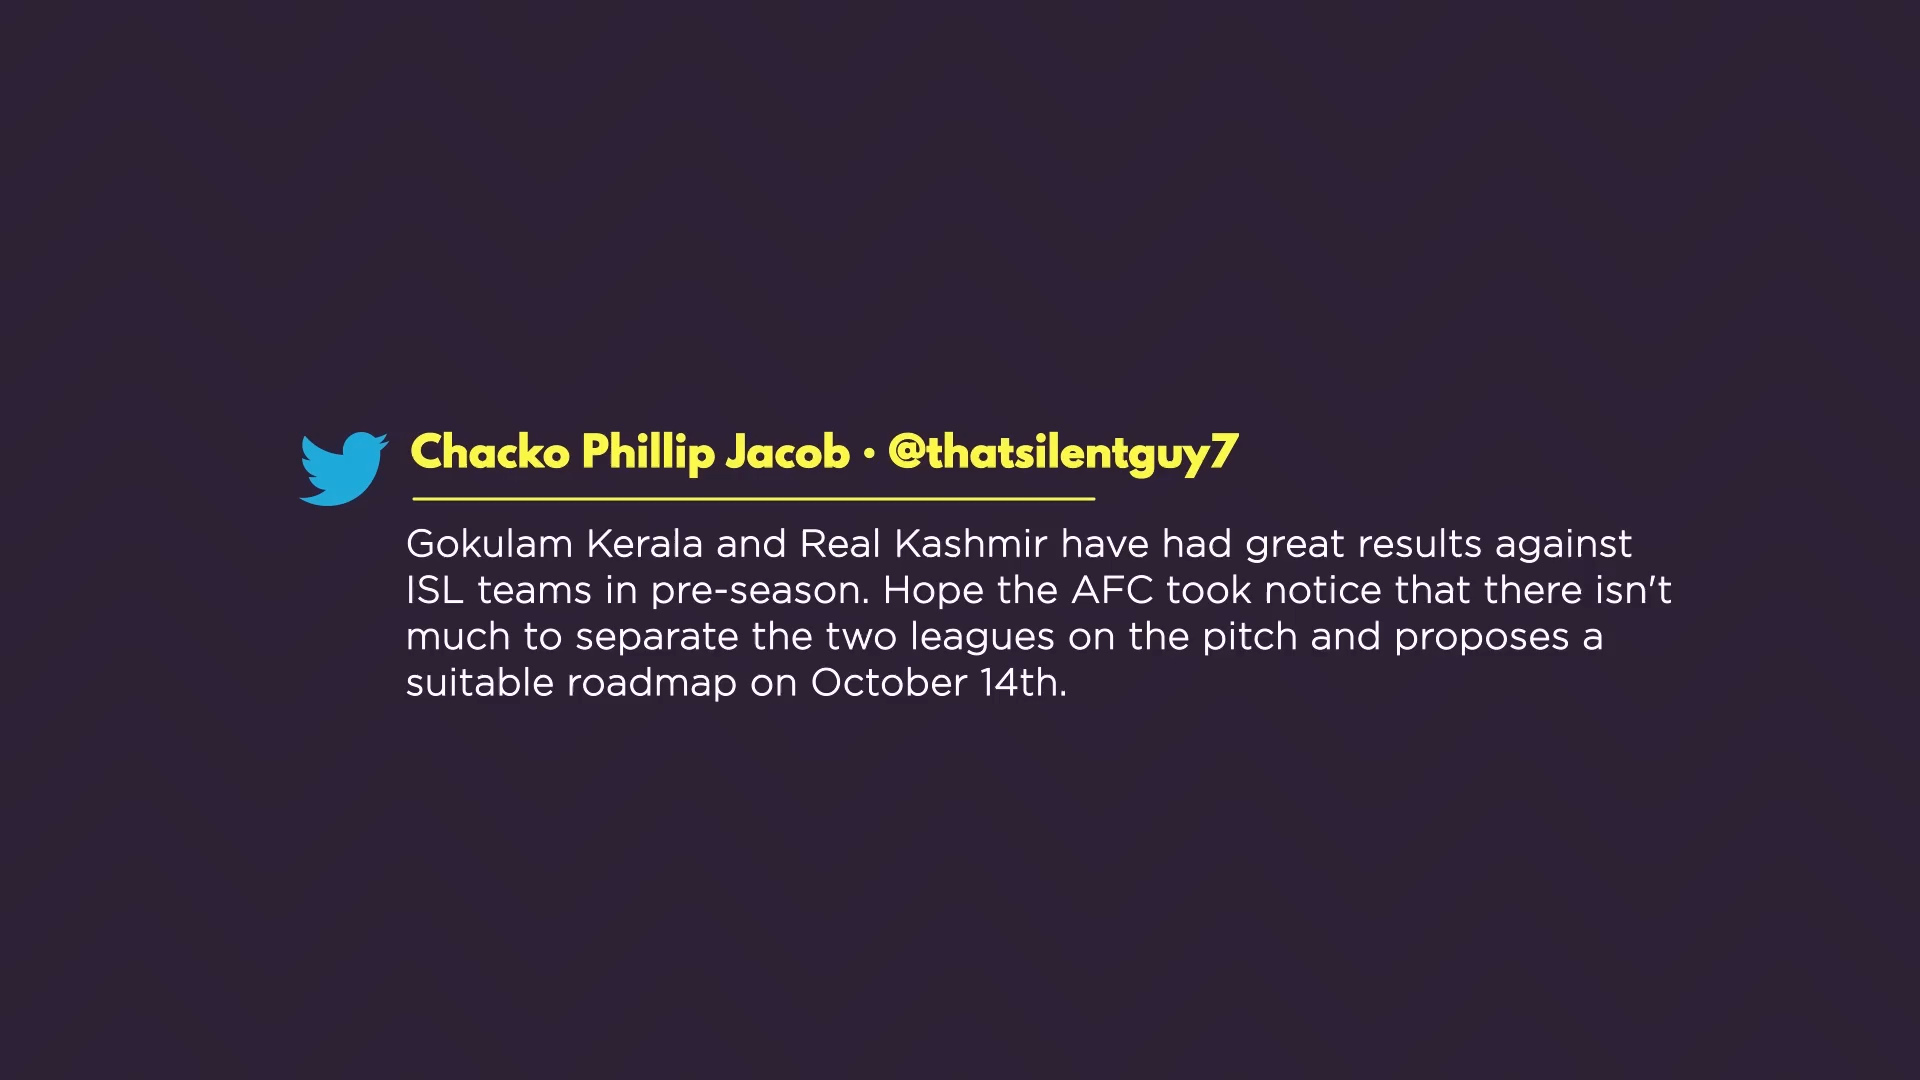 Chacko Phillip Jacob • @thatsilentguy7
Gokulam Kerala and Real Kashmir have had great results against
ISL teams in pre-season. Hope the AFC took notice that there isn't
much to separate the two leagues on the pitch and proposes a
suitable roadmap on October 14th.